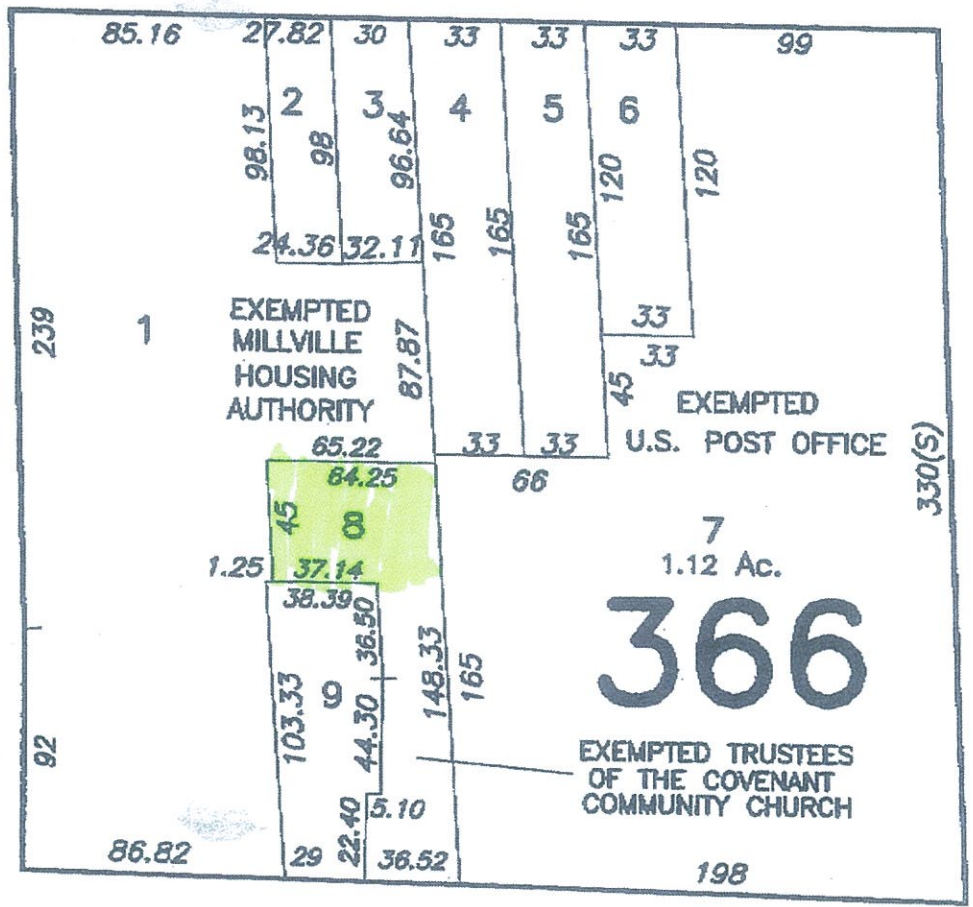 85.16 27.82 30 33 33 33 99
2 3 4 5 6
98.13 98 96.64 120 120
165 165 165
24.36 32.11
239
1
EXEMPTED
MILLVILLE
HOUSING
AUTHORITY
87.87
33
33
45
EXEMPTED
U.S. POST OFFICE
330(S)
65.22 33 33
84.25 66
45 8
7
1.12 Ac.
1.25 37.14
38.39
36.50
366
103.33 9 44.30 148.33 165
92
EXEMPTED TRUSTEES
OF THE COVENANT
COMMUNITY CHURCH
5.10
22.40
86.82 29 36.52 198